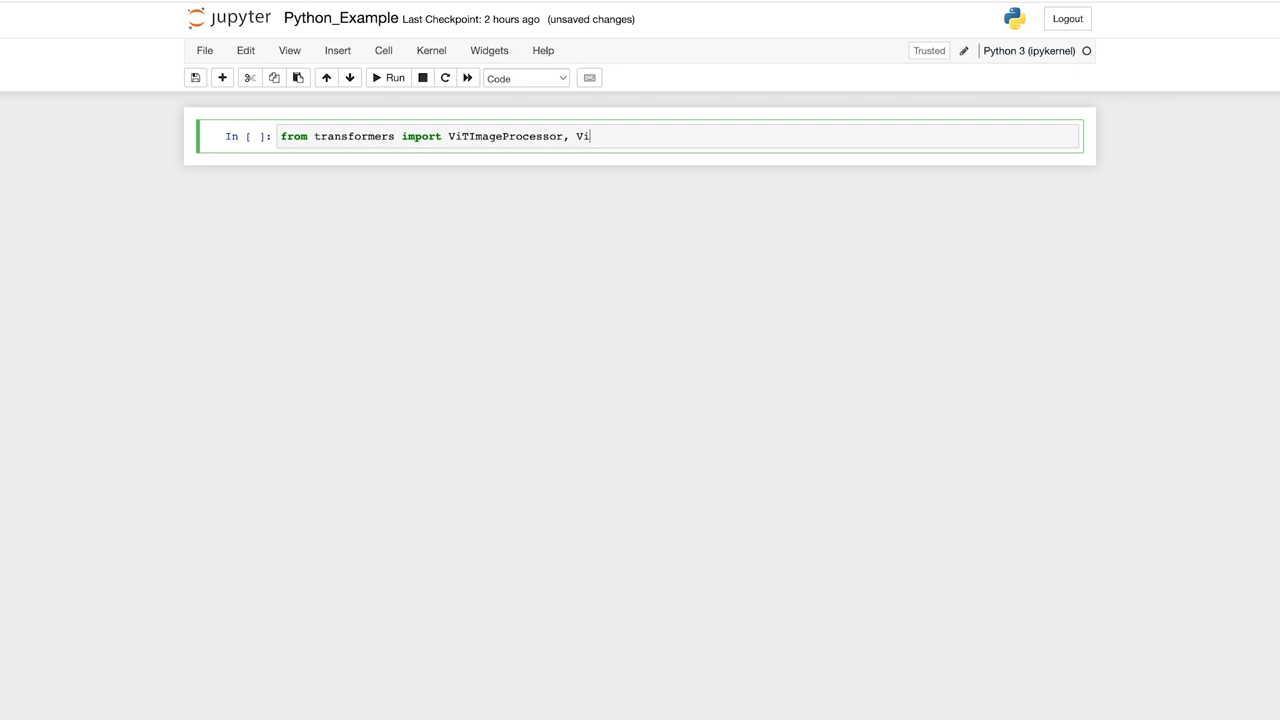 jupyter Python_Example Last Checkpoint: 2 hours ago (unsaved changes) Logout
File Edit View Insert Cell Kernel Widgets Help Trusted Python 3 (ipykernel)
Run Code
In [ ]: from transformers import ViTImageProcessor, Vi